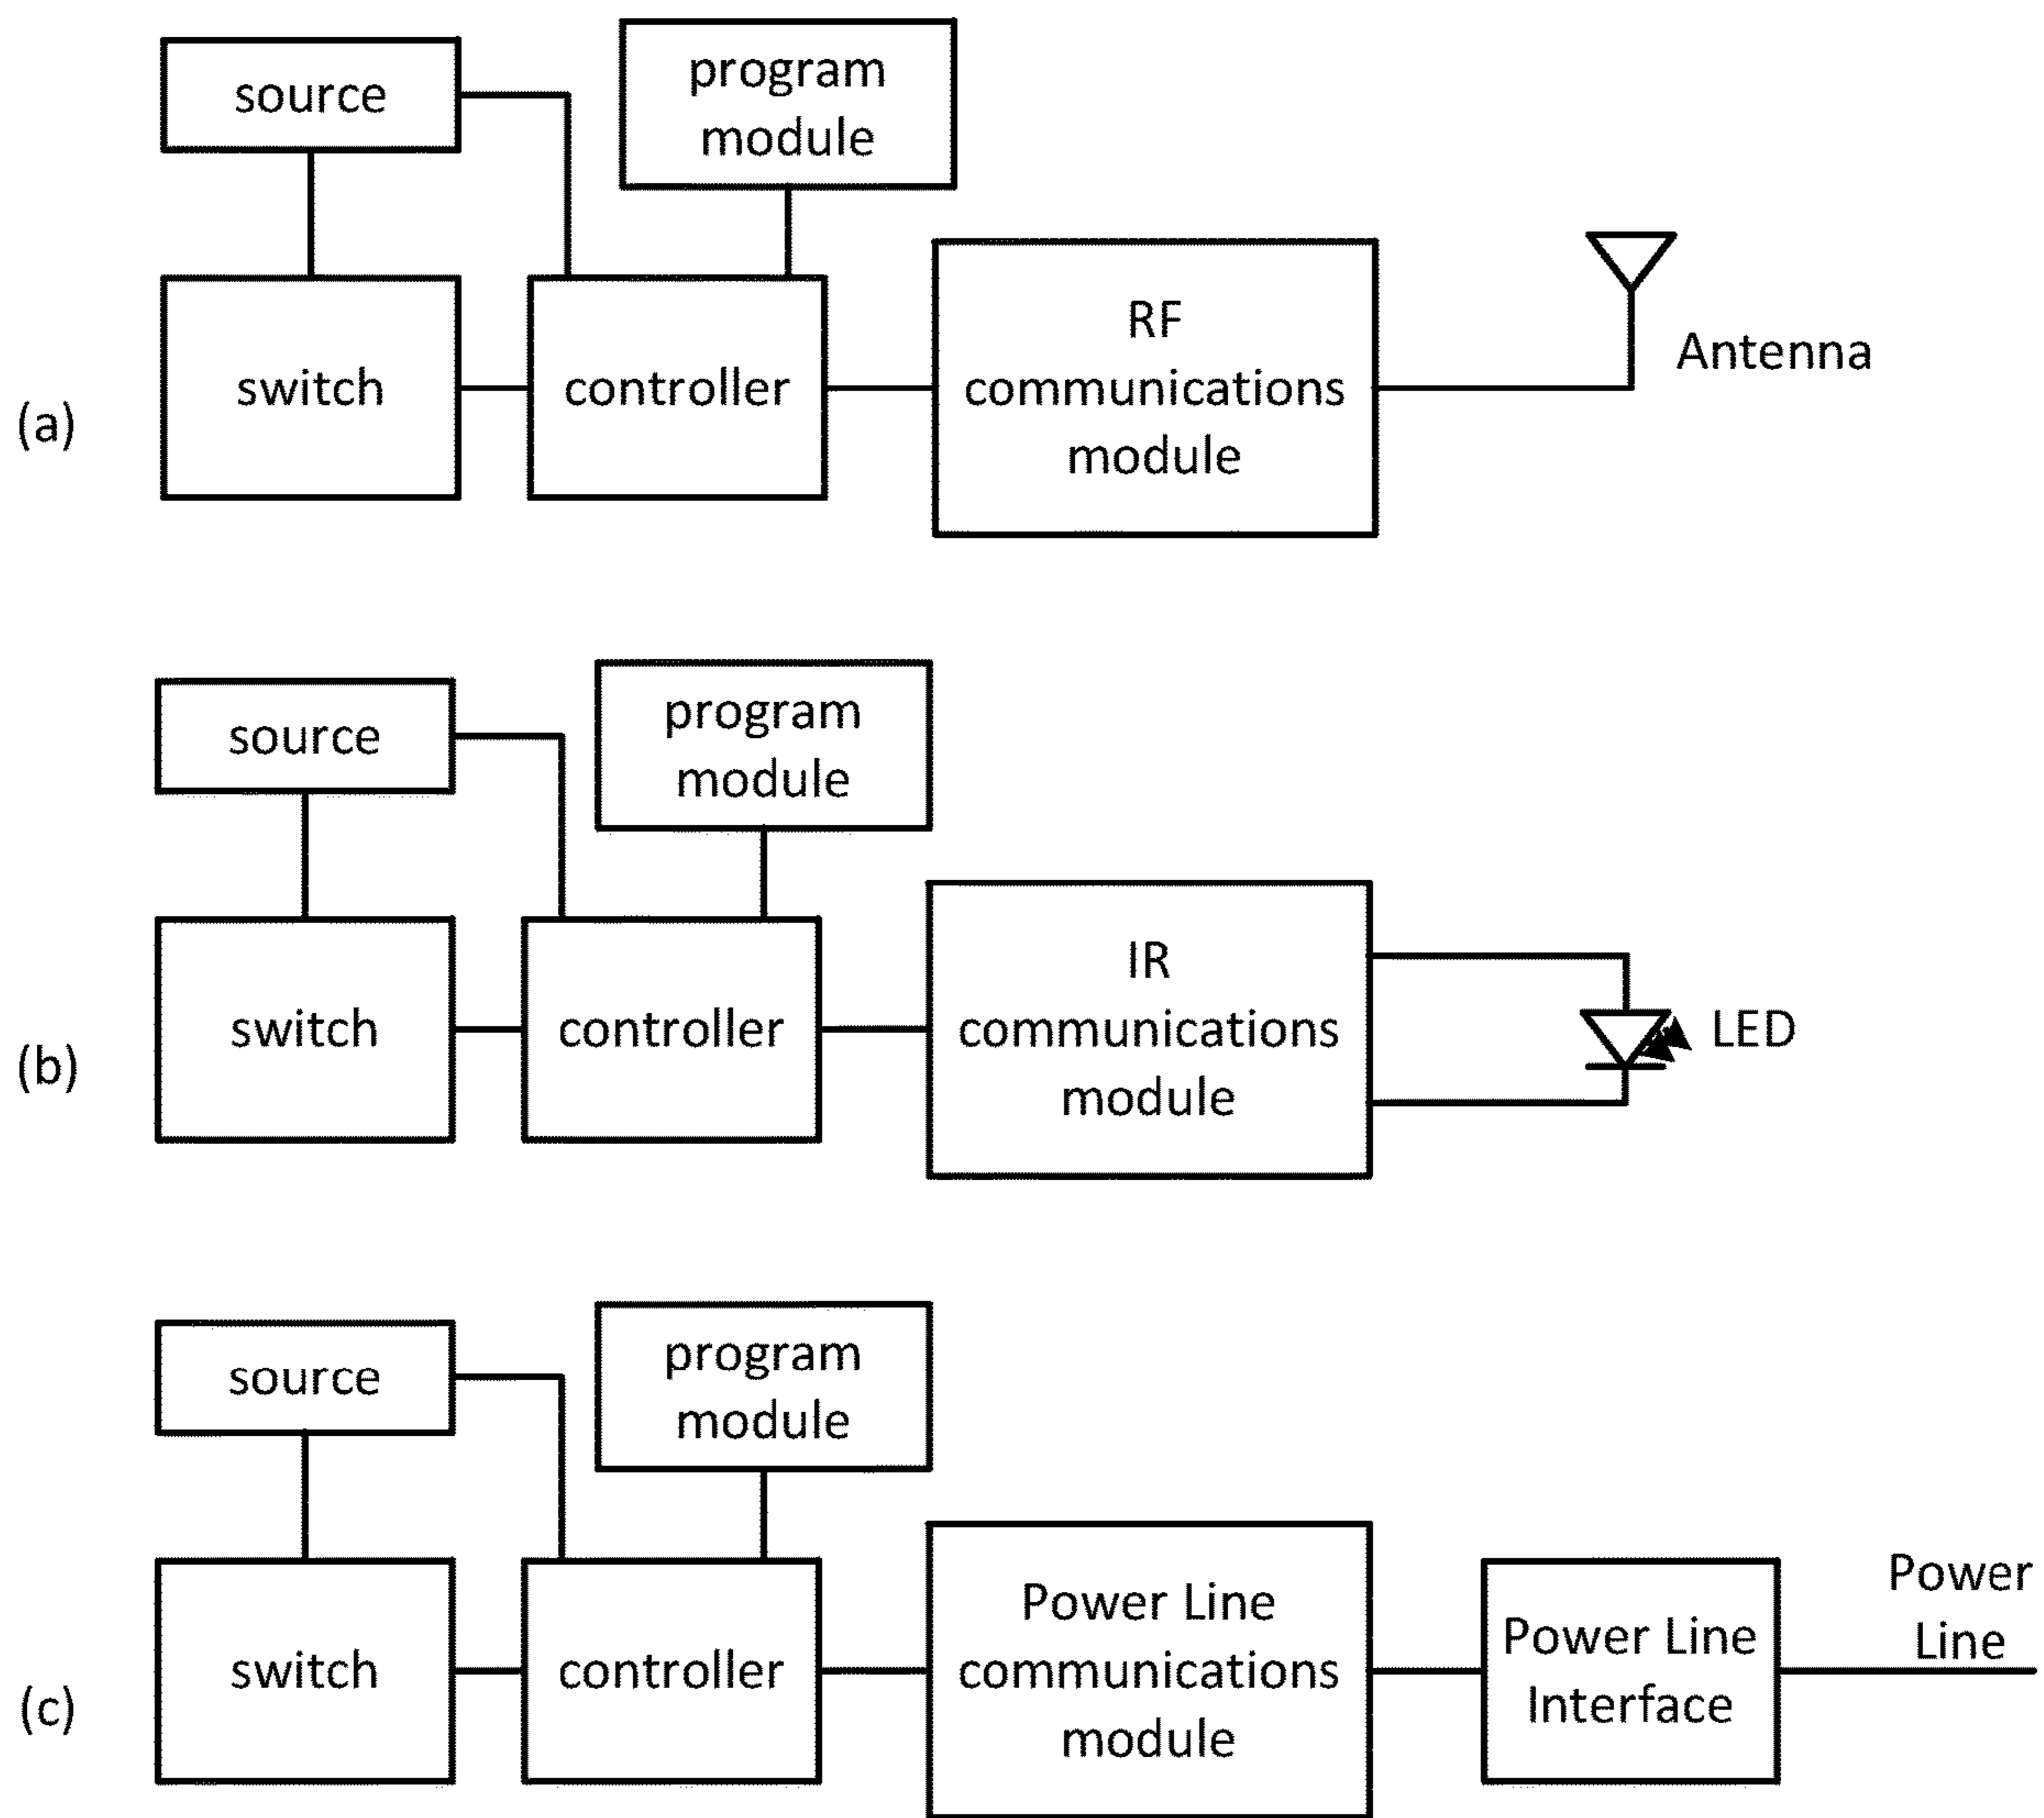 source
program
module
switch
controller
RF
communications
module
Antenna
(a)
source
program
module
switch
controller
IR
communications
module
LED
(b)
source
program
module
switch
controller
Power Line
communications
module
Power Line
Interface
Power
Line
(c)